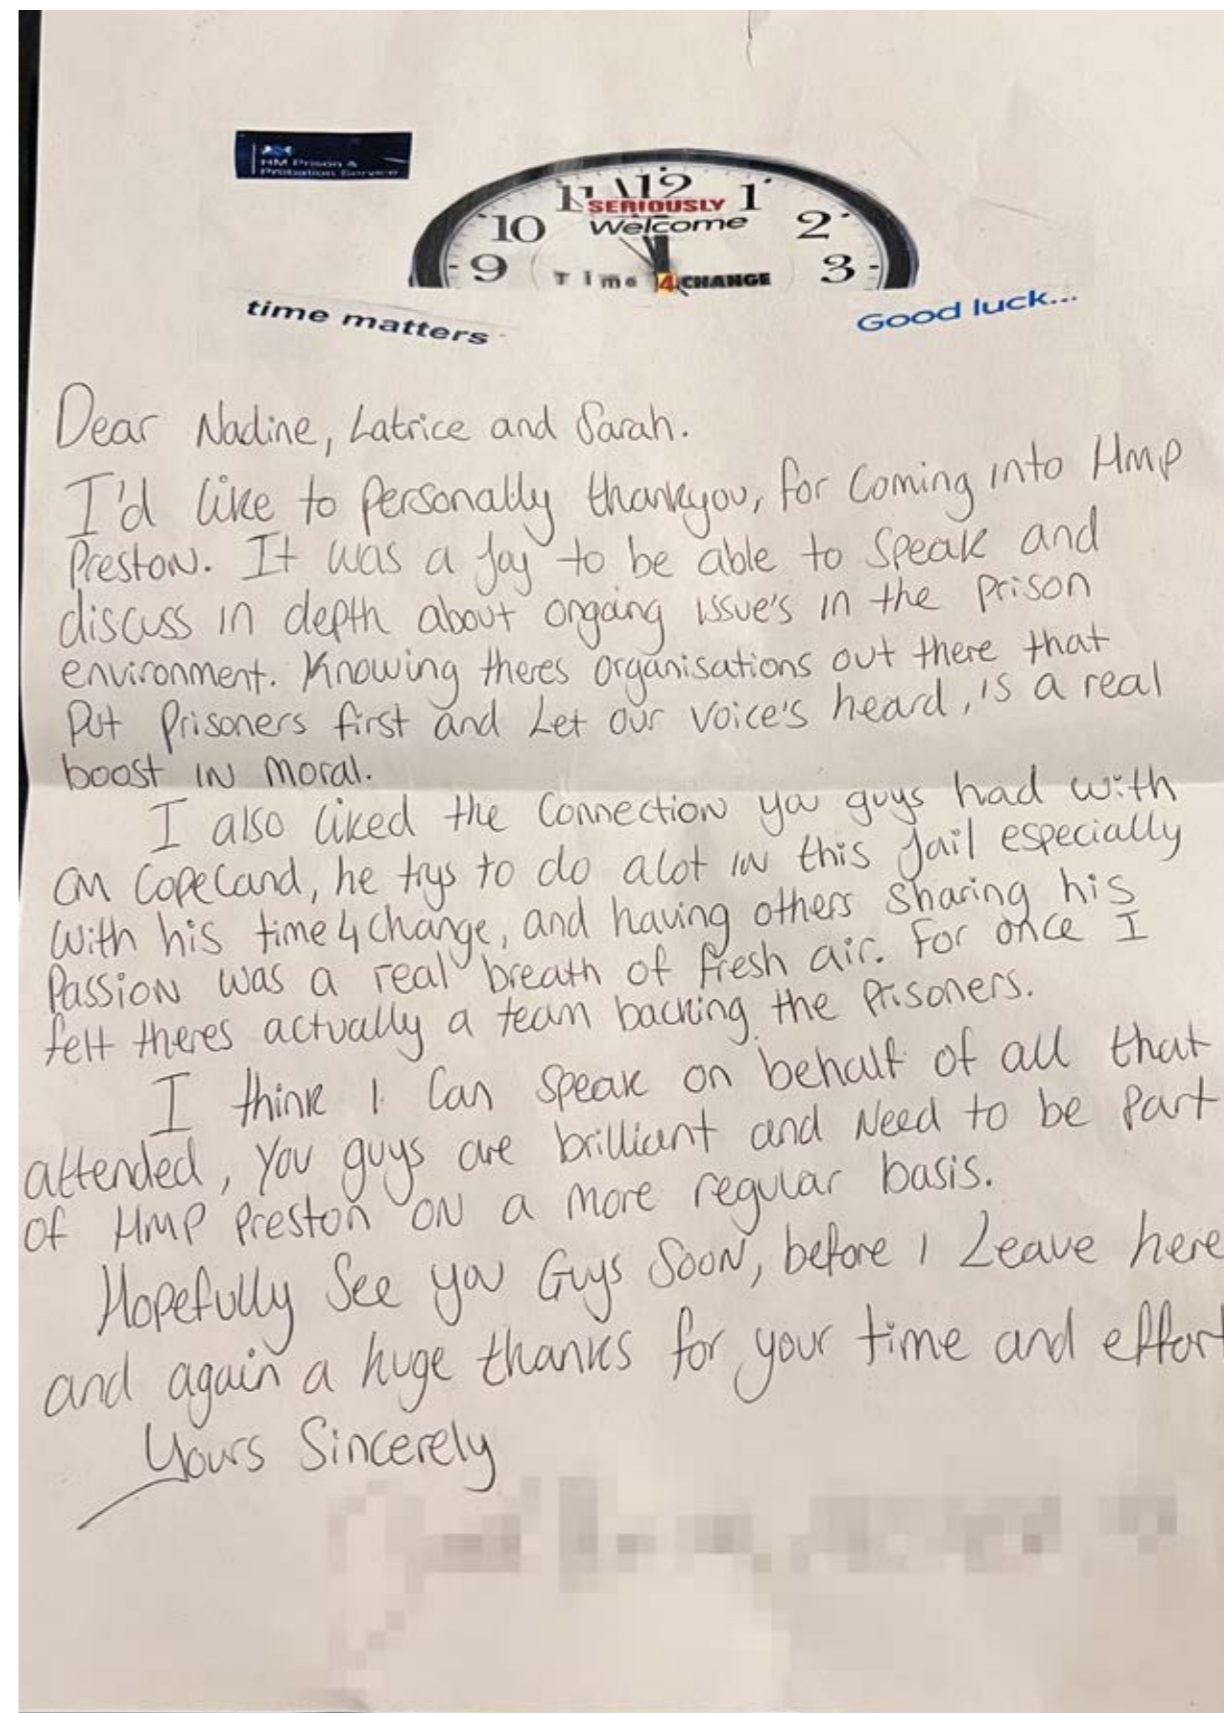 HM Prison &
Probation Service
11 12 1
SERIOUSLY
10 Welcome 2
9 Time 4 CHANGE 3
time matters
Good luck...
Dear Nadine, Latrice and Sarah.
I'd like to personally thankyou, for coming into HMP
Preston. It was a joy to be able to speak and
discuss in depth about ongoing issue's in the prison
environment. Knowing theres organisations out there that
put prisoners first and Let our voice's heard, is a real
boost in moral.
I also liked the connection you guys had with
CM Copeland, he trys to do alot in this jail especially
with his time 4 change, and having others sharing his
passion was a real breath of fresh air. For once I
felt theres actually a team backing the prisoners.
I think I can speak on behalf of all that
attended, you guys are brilliant and need to be part
of HMP Preston on a more regular basis.
Hopefully see you guys soon, before I leave here
and again a huge thanks for your time and effort
Yours Sincerely